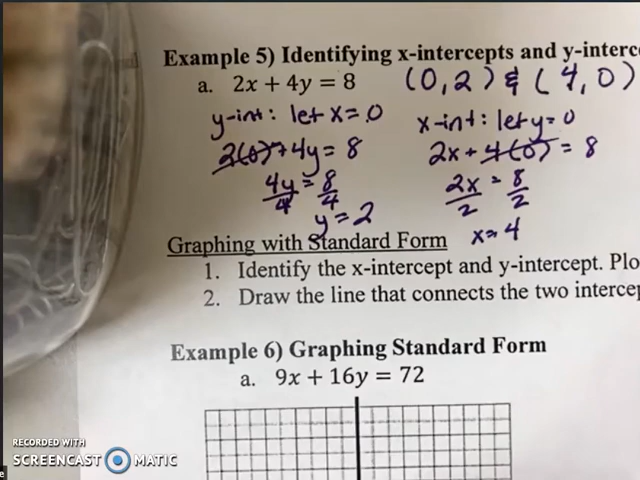 Example 5) Identifying x-intercepts and y-interc
a. 2x + 4y = 8 (0,2) & (4,0)
y-int: let x=0 x-int: let y=0
2(0)+4y=8 2x+4(0)=8
4y/4=8/4 2x/2=8/2
y=2 x=4
Graphing with Standard Form
1. Identify the x-intercept and y-intercept. Plo
2. Draw the line that connects the two intercep
Example 6) Graphing Standard Form
a. 9x + 16y = 72
RECORDED WITH
SCREENCAST MATIC